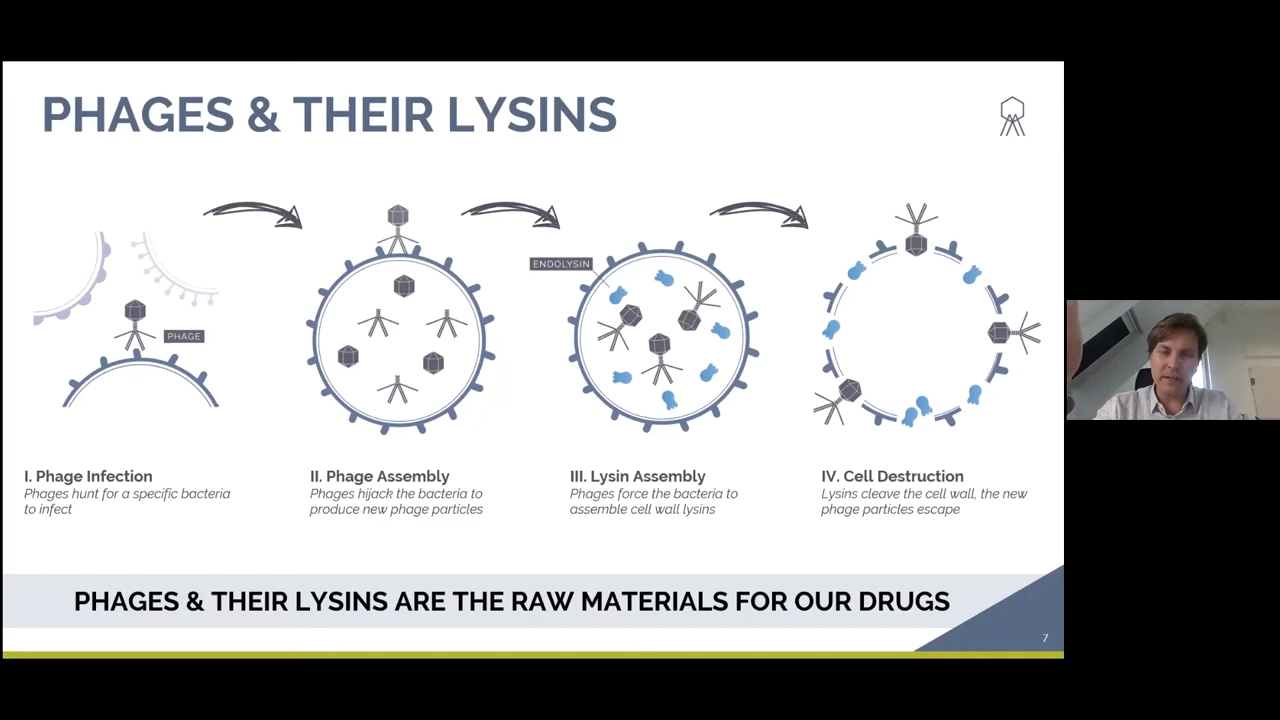 PHAGES & THEIR LYSINS
PHAGE
ENDOLYSIN
I. Phage Infection
Phages hunt for a specific bacteria
to infect
II. Phage Assembly
Phages hijack the bacteria to
produce new phage particles
III. Lysin Assembly
Phages force the bacteria to
assemble cell wall lysins
IV. Cell Destruction
Lysins cleave the cell wall, the new
phage particles escape
PHAGES & THEIR LYSINS ARE THE RAW MATERIALS FOR OUR DRUGS
7